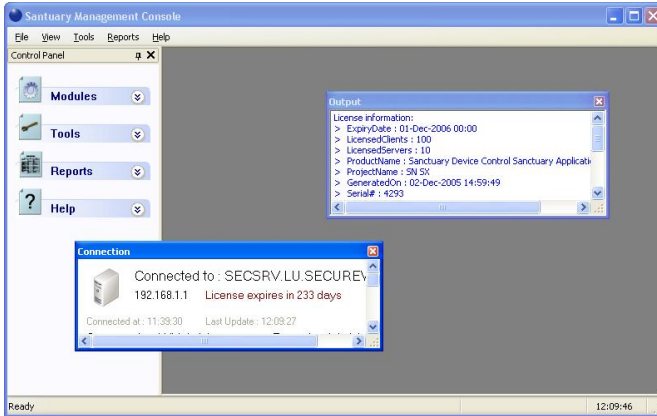 Santuary Management Console
File View Tools Reports Help
Control Panel
Modules
Tools
Reports
Help
Output
License information:
> ExpiryDate : 01-Dec-2006 00:00
> LicensedClients : 100
> LicensedServers : 10
> ProductName : Sanctuary Device Control Sanctuary Applicati
> ProjectName : SN SX
> GeneratedOn : 02-Dec-2005 14:59:49
> Serial# : 4293
Connection
Connected to : SECSRV.LU.SECUREV
192.168.1.1 License expires in 233 days
Connected at : 11:39:30 Last Update : 12:09:27
Ready
12:09:46